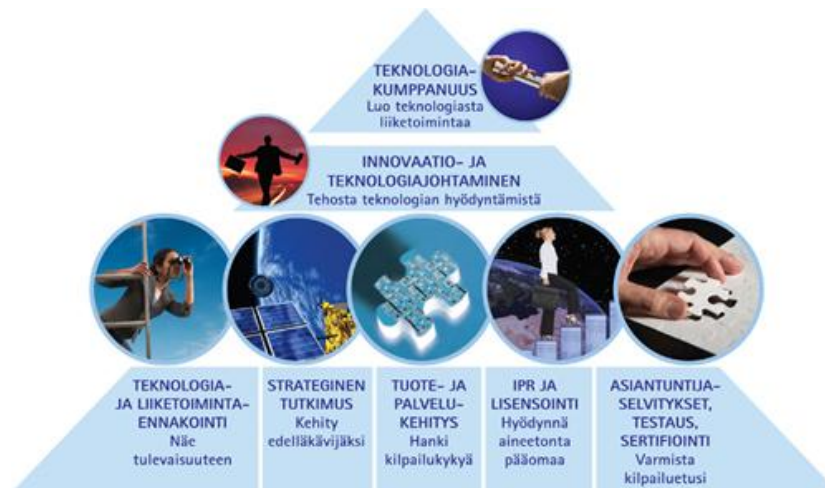 TEKNOLOGIA-
KUMPPANUUS
Luo teknologiasta
liiketoimintaa
INNOVAATIO- JA
TEKNOLOGIAJOHTAMINEN
Tehosta teknologian hyödyntämistä
TEKNOLOGIA-
JA LIIKETOIMINTA-
ENNAKOINTI
Näe
tulevaisuuteen
STRATEGINEN
TUTKIMUS
Kehity
edelläkävijäksi
TUOTE- JA
PALVELU-
KEHITYS
Hanki
kilpailukykyä
IPR JA
LISENSOINTI
Hyödynnä
aineetonta
pääomaa
ASIANTUNTIJA-
SELVITYKSET,
TESTAUS,
SERTIFIOINTI
Varmista
kilpailuetusi